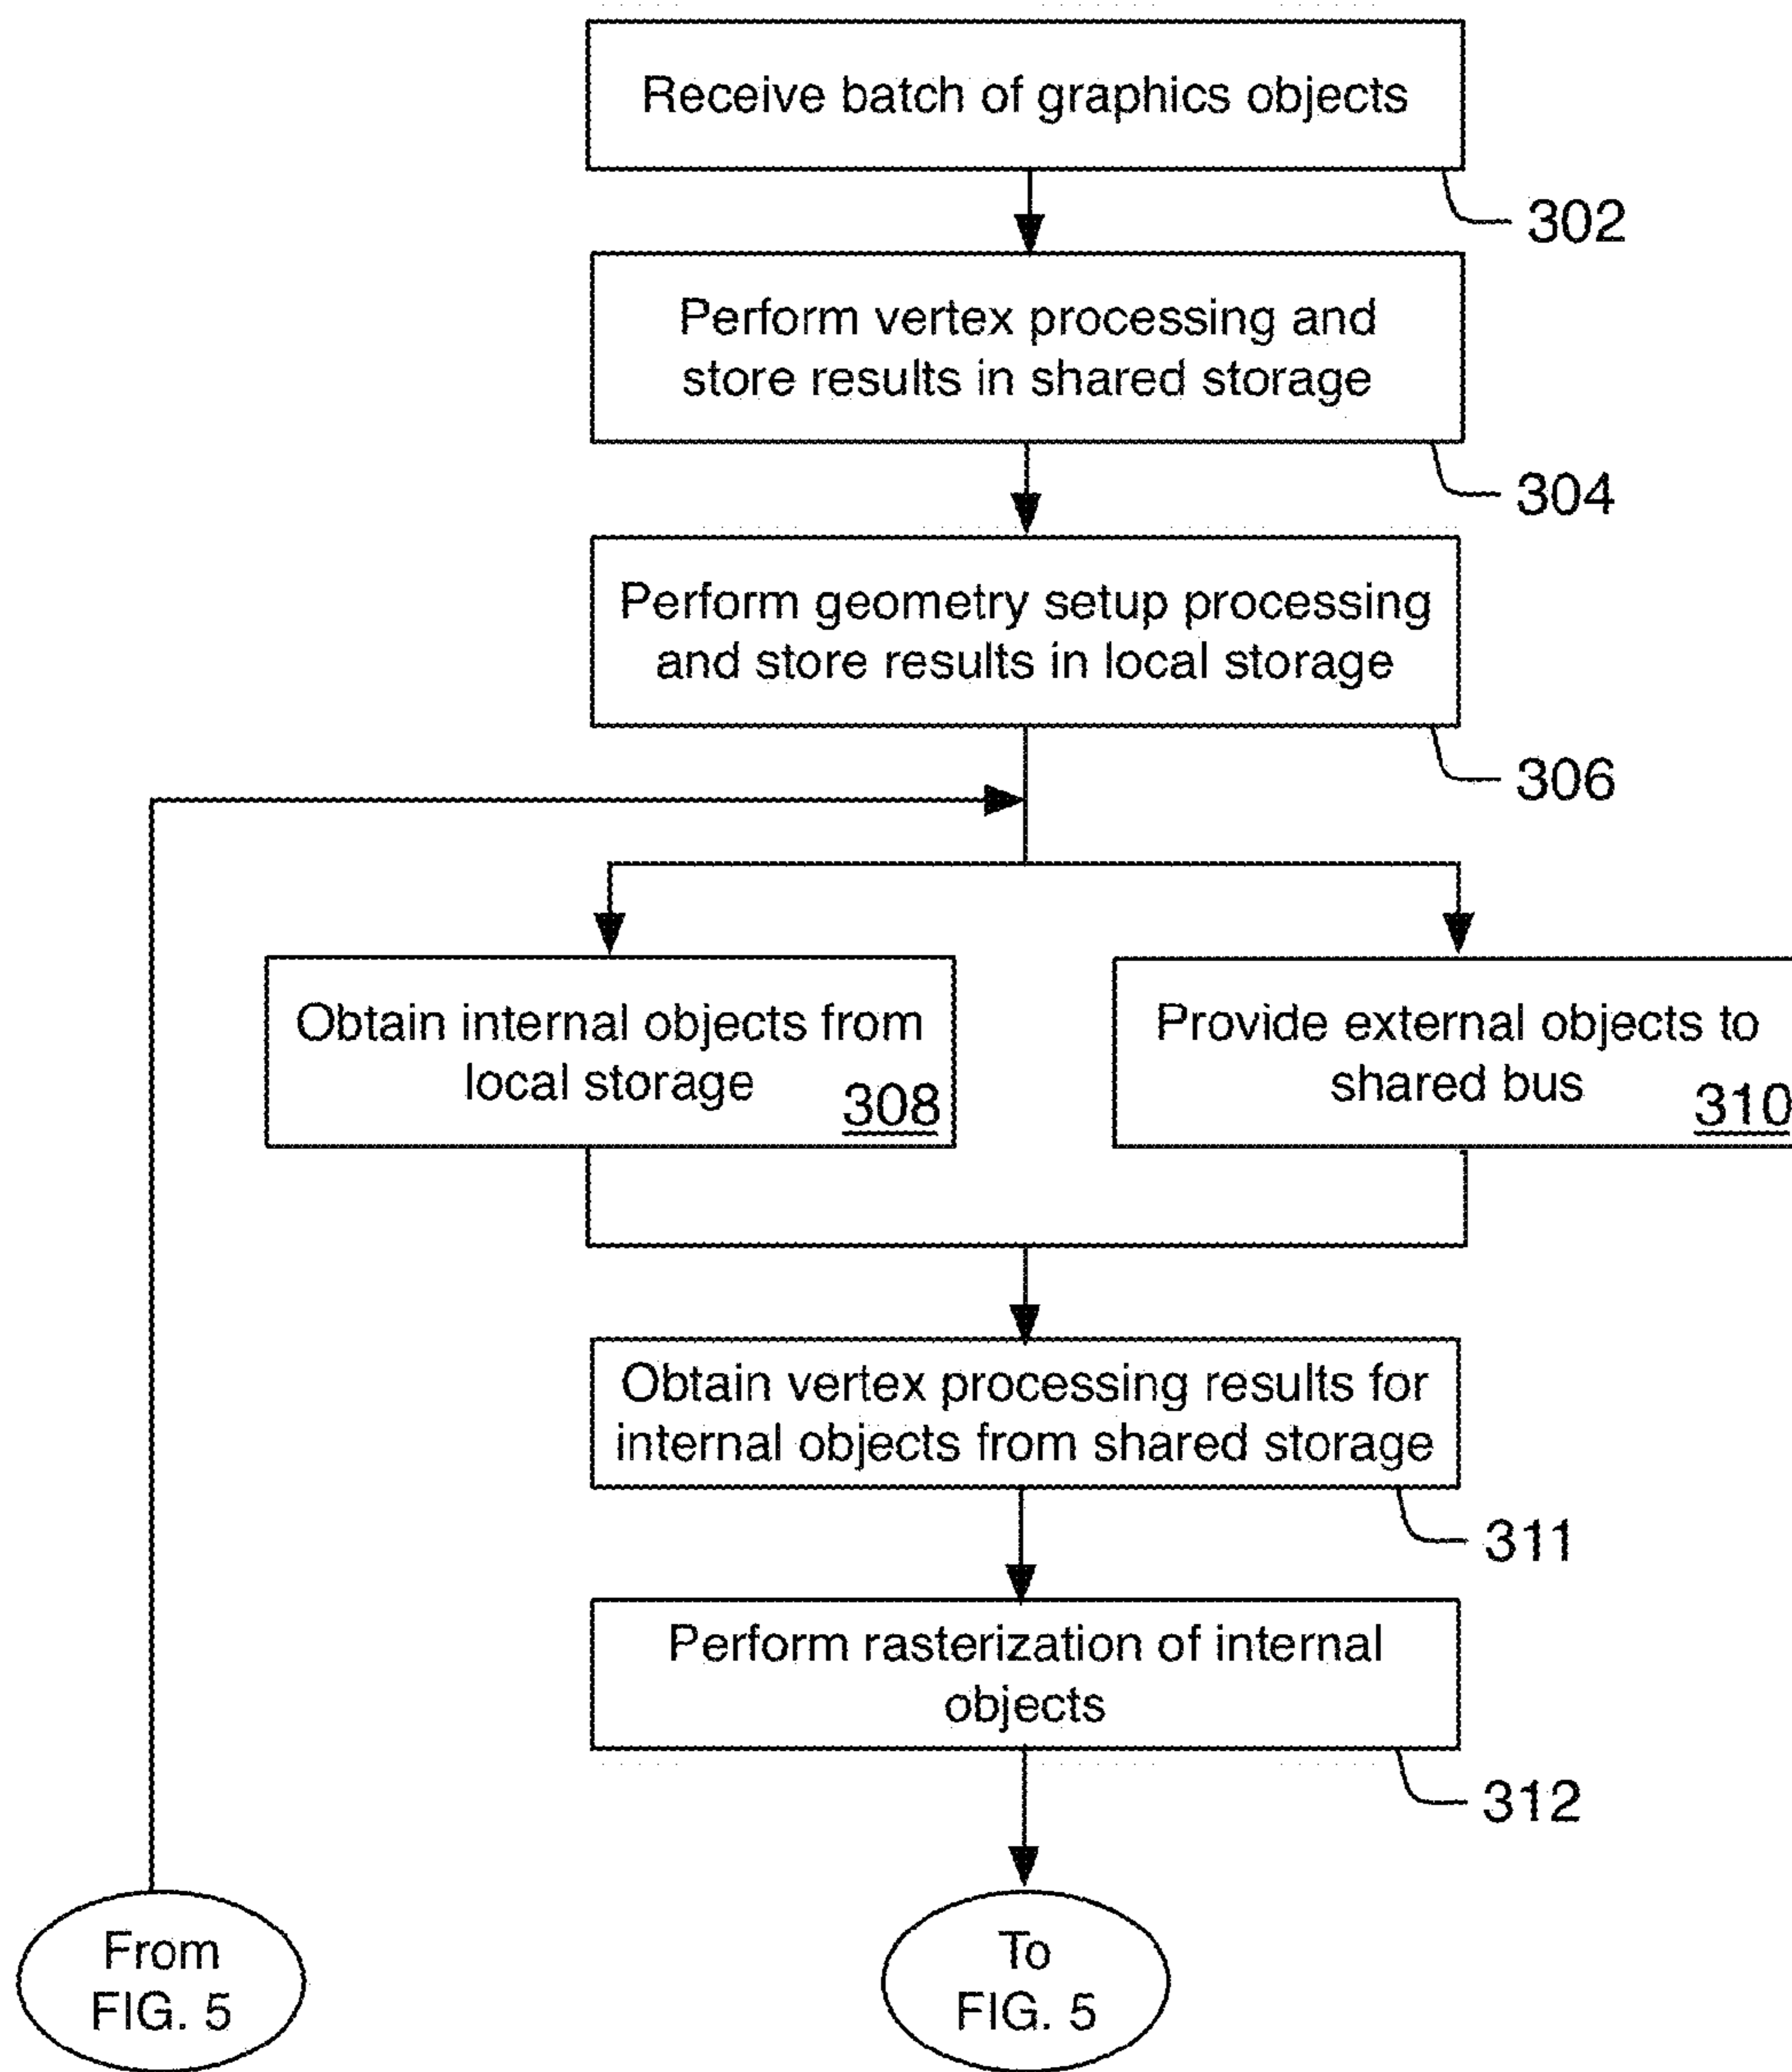 Receive batch of graphics objects
302
Perform vertex processing and
store results in shared storage
304
Perform geometry setup processing
and store results in local storage
306
Obtain internal objects from
local storage
308
Provide external objects to
shared bus
310
Obtain vertex processing results for
internal objects from shared storage
311
Perform rasterization of internal
objects
312
From
FIG. 5
To
FIG. 5